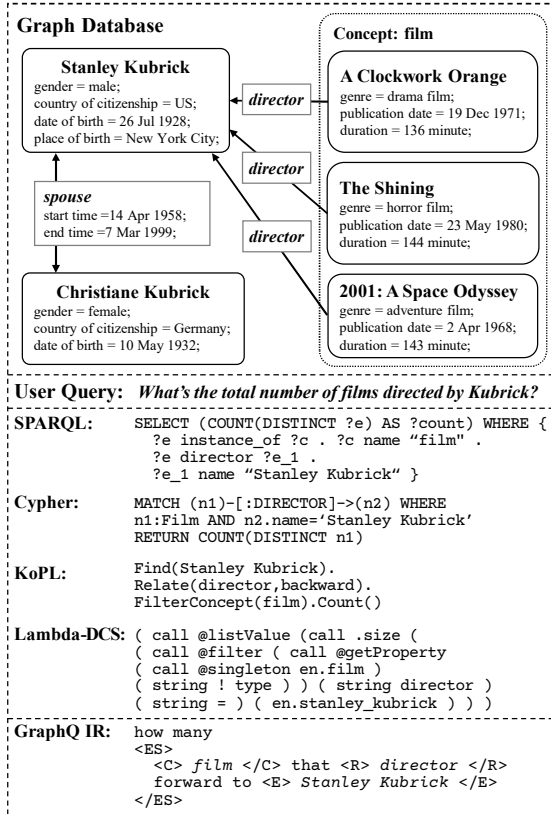 Graph Database
Concept: film
Stanley Kubrick
gender = male;
country of citizenship = US;
date of birth = 26 Jul 1928;
place of birth = New York City;
director
A Clockwork Orange
genre = drama film;
publication date = 19 Dec 1971;
duration = 136 minute;
director
The Shining
genre = horror film;
publication date = 23 May 1980;
duration = 144 minute;
spouse
start time =14 Apr 1958;
end time =7 Mar 1999;
director
Christiane Kubrick
gender = female;
country of citizenship = Germany;
date of birth = 10 May 1932;
2001: A Space Odyssey
genre = adventure film;
publication date = 2 Apr 1968;
duration = 143 minute;
User Query: What's the total number of films directed by Kubrick?
SPARQL: SELECT (COUNT(DISTINCT ?e) AS ?count) WHERE {
?e instance_of ?c . ?c name "film" .
?e director ?e_1 .
?e_1 name “Stanley Kubrick“ }
Cypher: MATCH (n1)-[:DIRECTOR]->(n2) WHERE
n1:Film AND n2.name=‘Stanley Kubrick’
RETURN COUNT(DISTINCT n1)
KoPL: Find(Stanley Kubrick).
Relate(director,backward).
FilterConcept(film).Count()
Lambda-DCS: ( call @listValue (call .size (
( call @filter ( call @getProperty
( call @singleton en.film )
( string ! type ) ) ( string director )
( string = ) ( en.stanley_kubrick ) ) )
GraphQ IR: how many
<ES>
<C> film </C> that <R> director </R>
forward to <E> Stanley Kubrick </E>
</ES>